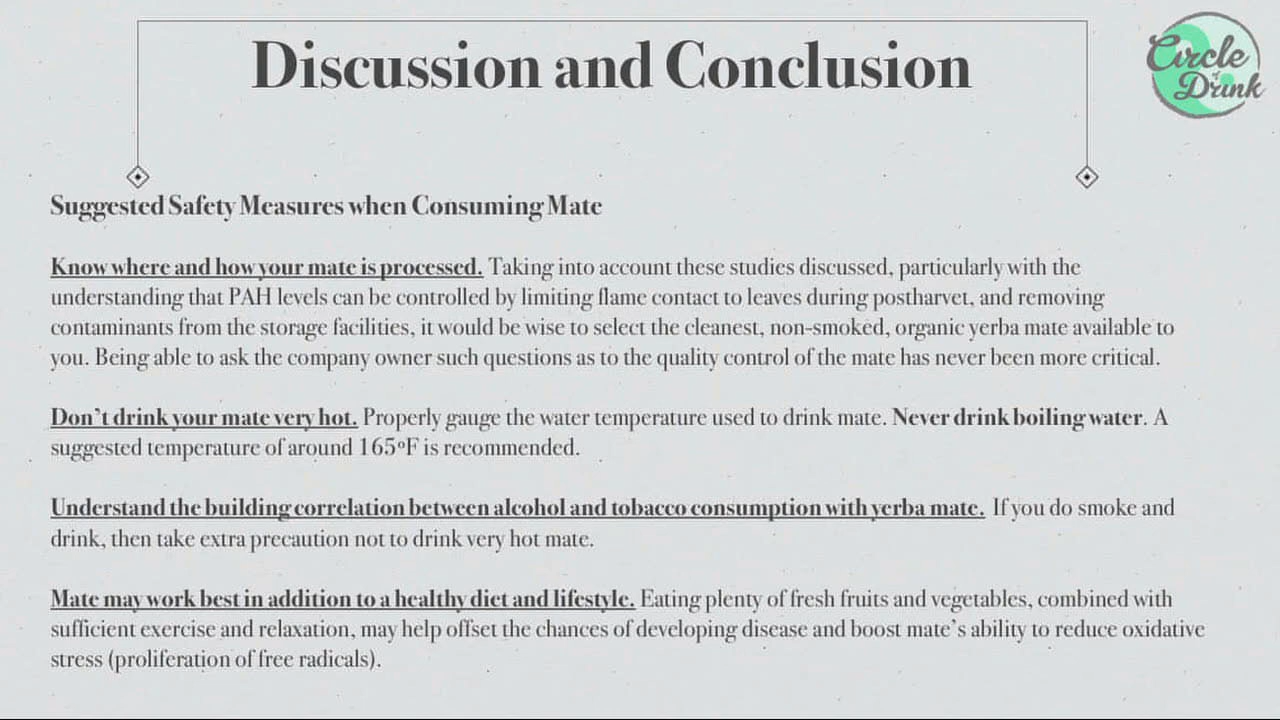 Discussion and Conclusion
Circle
of
Drink
Suggested Safety Measures when Consuming Mate
Know where and how your mate is processed. Taking into account these studies discussed, particularly with the
understanding that PAH levels can be controlled by limiting flame contact to leaves during postharvet, and removing
contaminants from the storage facilities, it would be wise to select the cleanest, non-smoked, organic yerba mate available to
you. Being able to ask the company owner such questions as to the quality control of the mate has never been more critical.
Don't drink your mate very hot. Properly gauge the water temperature used to drink mate. Never drink boiling water. A
suggested temperature of around 165ºF is recommended.
Understand the building correlation between alcohol and tobacco consumption with yerba mate. If you do smoke and
drink, then take extra precaution not to drink very hot mate.
Mate may work best in addition to a healthy diet and lifestyle. Eating plenty of fresh fruits and vegetables, combined with
sufficient exercise and relaxation, may help offset the chances of developing disease and boost mate's ability to reduce oxidative
stress (proliferation of free radicals).